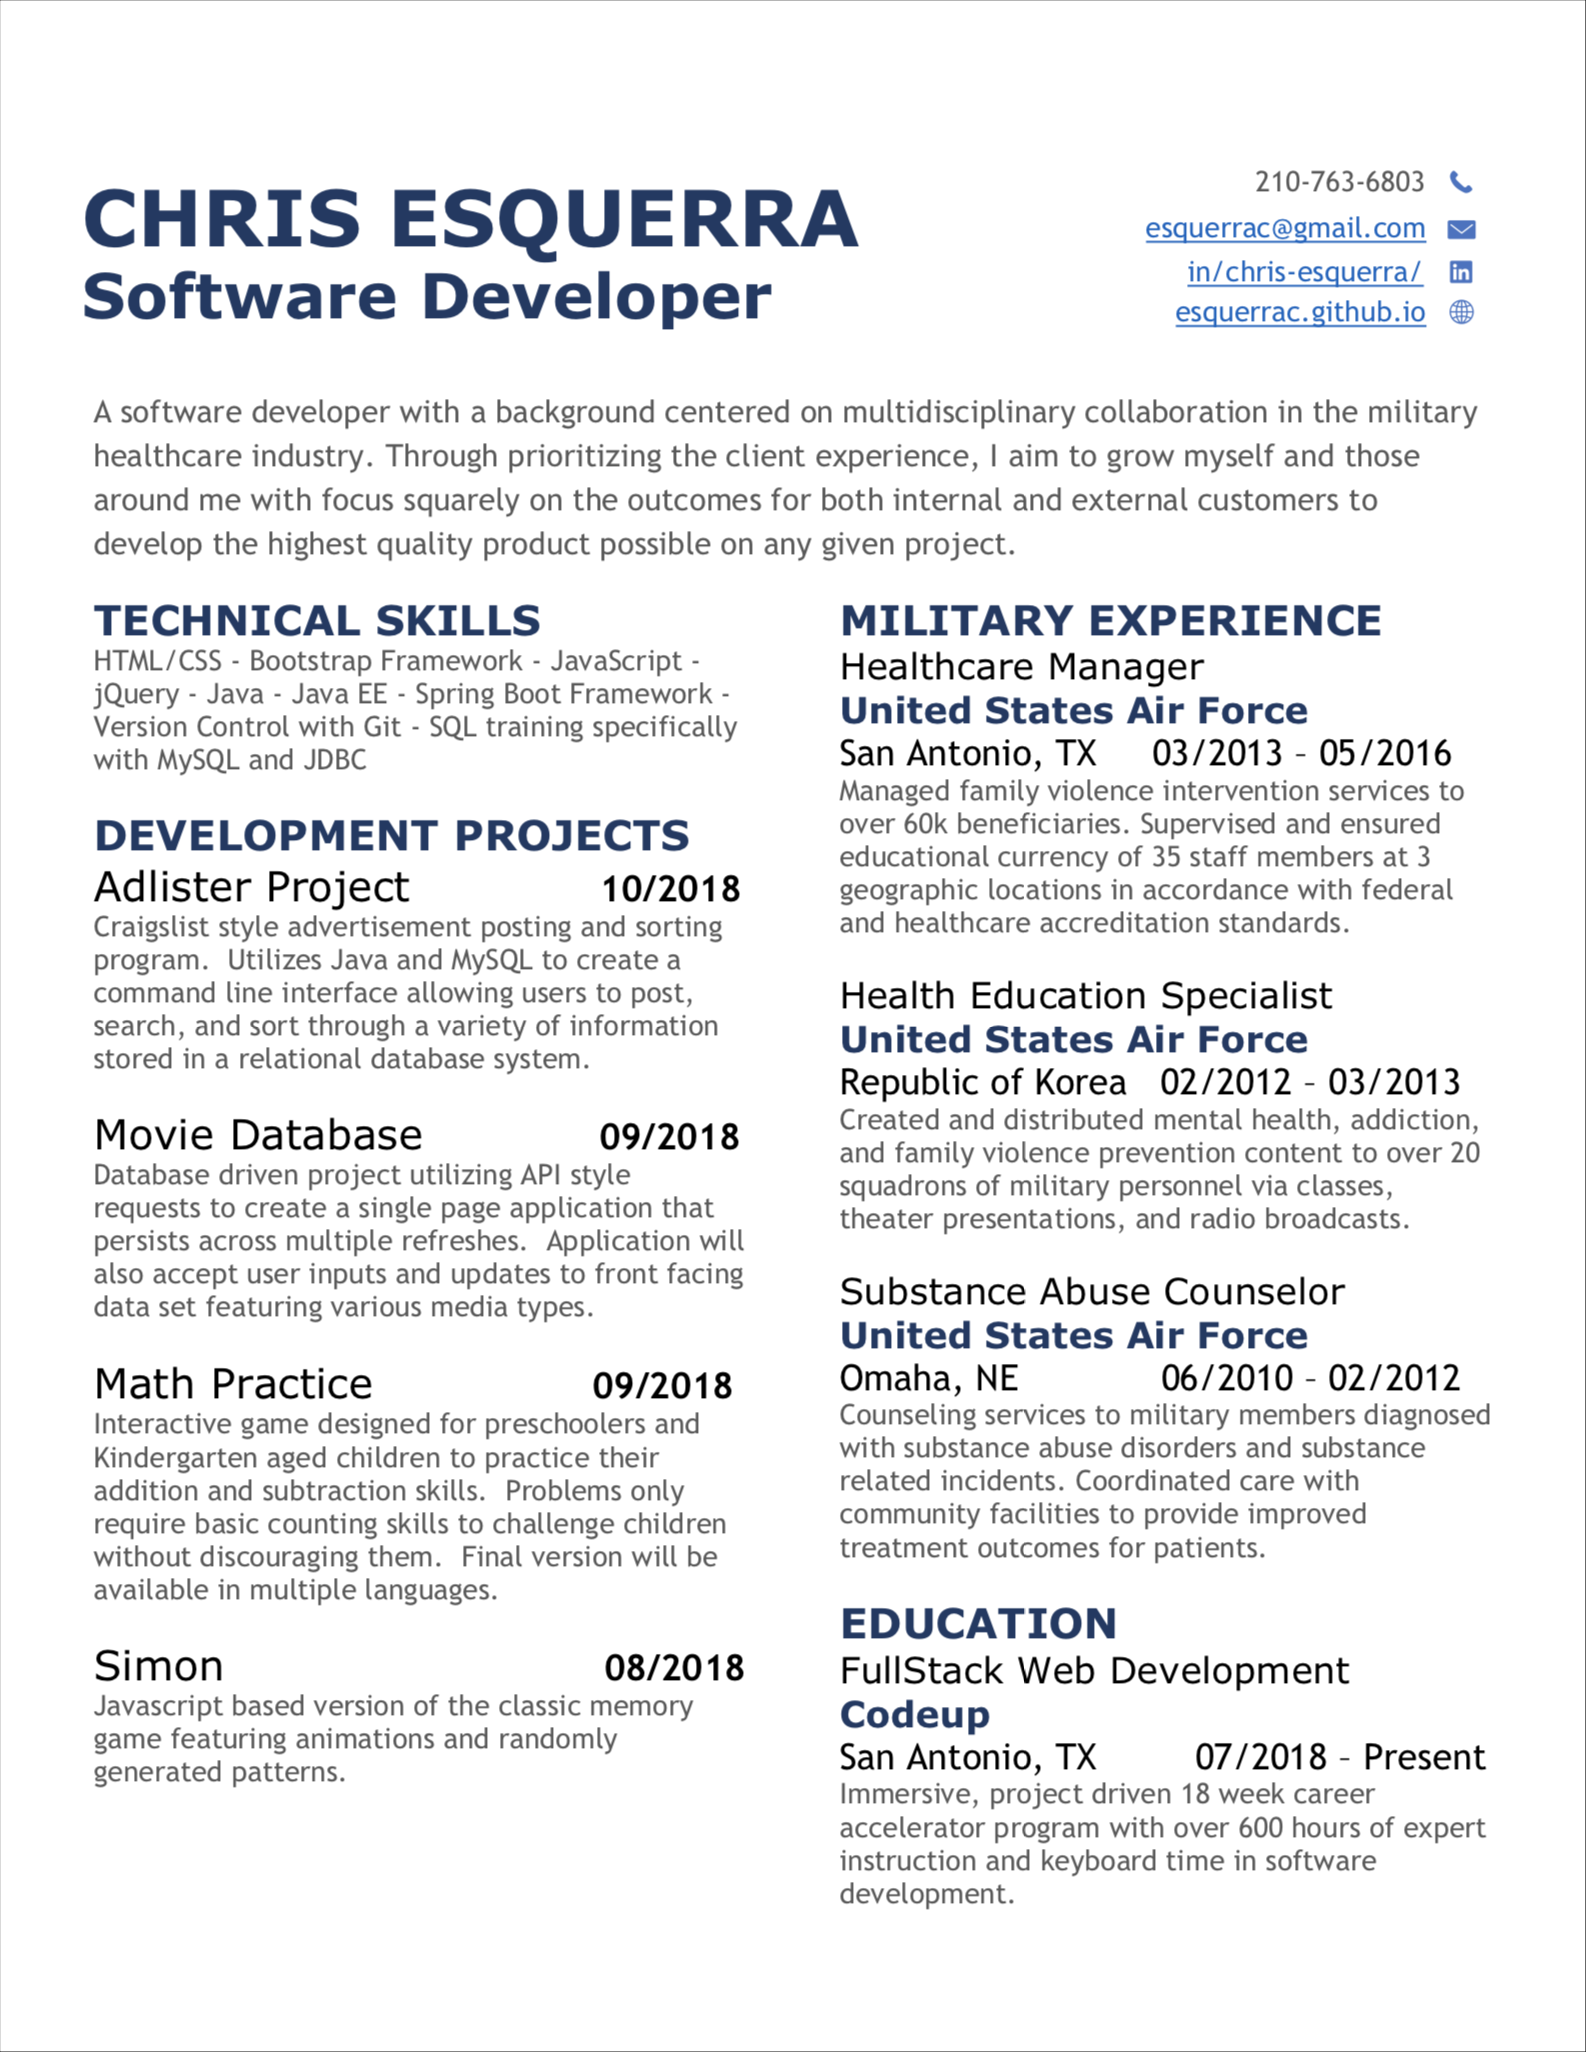 CHRIS ESQUERRA
Software Developer
210-763-6803
esquerrac@gmail.com
in/chris-esquerra/
esquerrac.github.io
A software developer with a background centered on multidisciplinary collaboration in the military
healthcare industry. Through prioritizing the client experience, I aim to grow myself and those
around me with focus squarely on the outcomes for both internal and external customers to
develop the highest quality product possible on any given project.
TECHNICAL SKILLS
HTML/CSS - Bootstrap Framework - JavaScript -
jQuery - Java - Java EE - Spring Boot Framework -
Version Control with Git - SQL training specifically
with MySQL and JDBC
DEVELOPMENT PROJECTS
Adlister Project 10/2018
Craigslist style advertisement posting and sorting
program.  Utilizes Java and MySQL to create a
command line interface allowing users to post,
search, and sort through a variety of information
stored in a relational database system.
Movie Database 09/2018
Database driven project utilizing API style
requests to create a single page application that
persists across multiple refreshes.  Application will
also accept user inputs and updates to front facing
data set featuring various media types.
Math Practice 09/2018
Interactive game designed for preschoolers and
Kindergarten aged children to practice their
addition and subtraction skills.  Problems only
require basic counting skills to challenge children
without discouraging them.  Final version will be
available in multiple languages.
Simon 08/2018
Javascript based version of the classic memory
game featuring animations and randomly
generated patterns.
MILITARY EXPERIENCE
Healthcare Manager
United States Air Force
San Antonio, TX 03/2013 – 05/2016
Managed family violence intervention services to
over 60k beneficiaries. Supervised and ensured
educational currency of 35 staff members at 3
geographic locations in accordance with federal
and healthcare accreditation standards.
Health Education Specialist
United States Air Force
Republic of Korea 02/2012 – 03/2013
Created and distributed mental health, addiction,
and family violence prevention content to over 20
squadrons of military personnel via classes,
theater presentations, and radio broadcasts.
Substance Abuse Counselor
United States Air Force
Omaha, NE 06/2010 – 02/2012
Counseling services to military members diagnosed
with substance abuse disorders and substance
related incidents. Coordinated care with
community facilities to provide improved
treatment outcomes for patients.
EDUCATION
FullStack Web Development
Codeup
San Antonio, TX 07/2018 – Present
Immersive, project driven 18 week career
accelerator program with over 600 hours of expert
instruction and keyboard time in software
development.